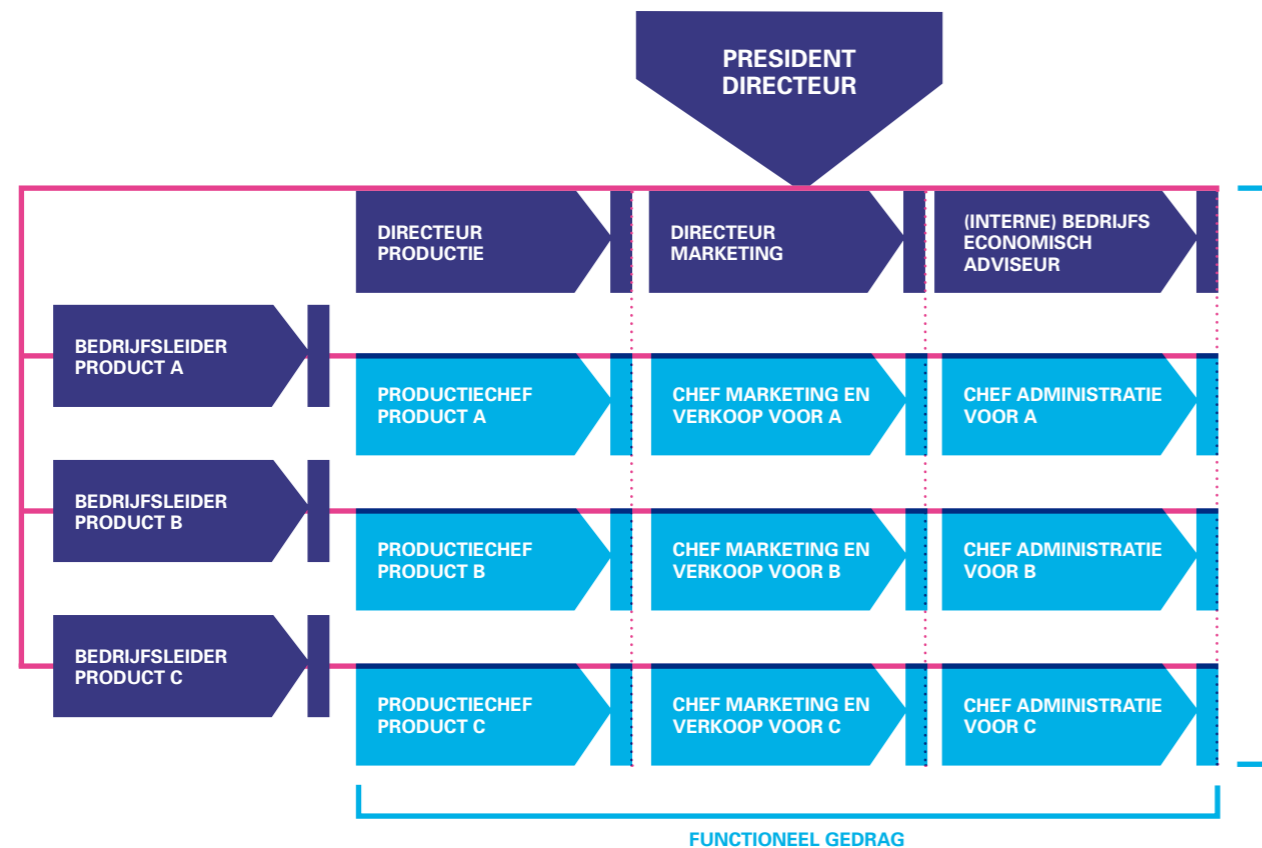 PRESIDENT
DIRECTEUR
DIRECTEUR
PRODUCTIE
DIRECTEUR
MARKETING
(INTERNE) BEDRIJFS
ECONOMISCH
ADVISEUR
BEDRIJFSLEIDER
PRODUCT A
PRODUCTIECHEF
PRODUCT A
CHEF MARKETING EN
VERKOOP VOOR A
CHEF ADMINISTRATIE
VOOR A
BEDRIJFSLEIDER
PRODUCT B
PRODUCTIECHEF
PRODUCT B
CHEF MARKETING EN
VERKOOP VOOR B
CHEF ADMINISTRATIE
VOOR B
BEDRIJFSLEIDER
PRODUCT C
PRODUCTIECHEF
PRODUCT C
CHEF MARKETING EN
VERKOOP VOOR C
CHEF ADMINISTRATIE
VOOR C
FUNCTIONEEL GEDRAG